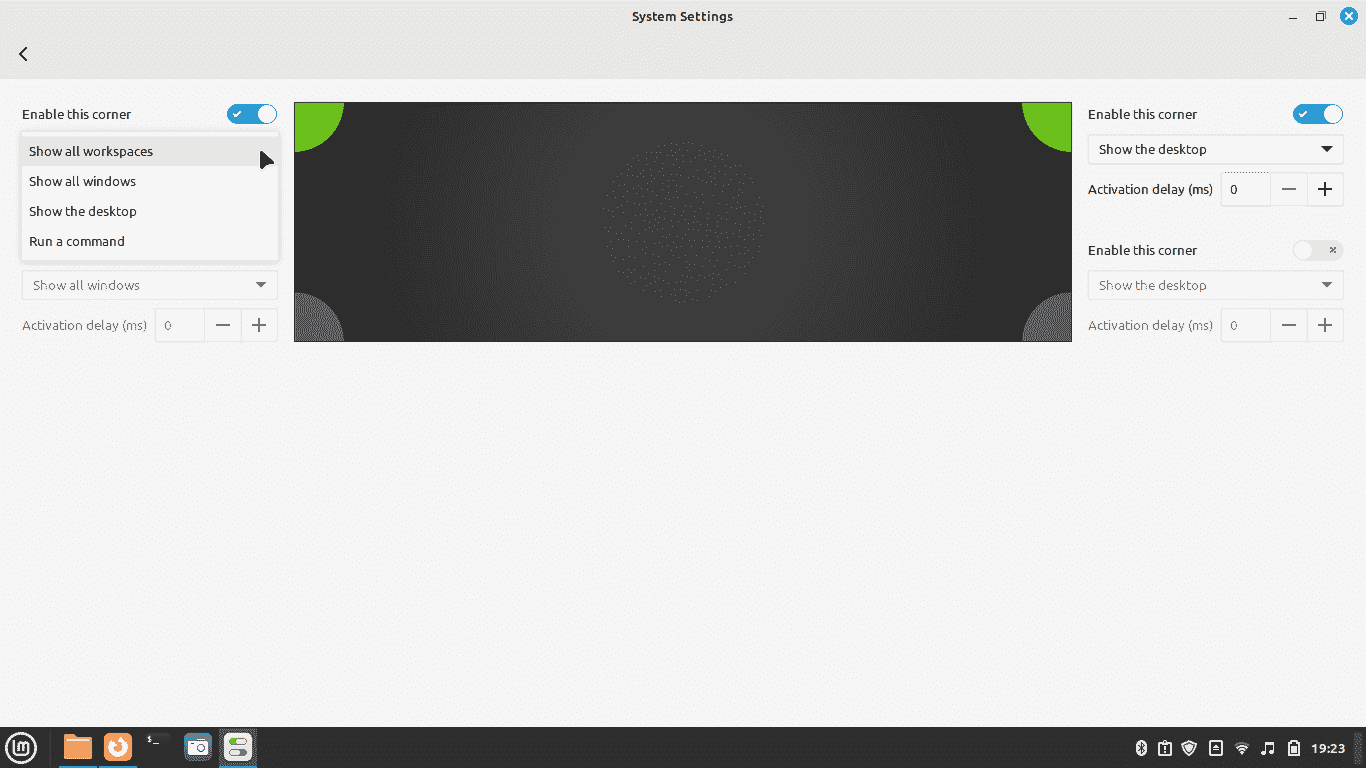 System Settings
Enable this corner
Show all workspaces
Show all windows
Show the desktop
Run a command
Show all windows
Activation delay (ms) 0
Enable this corner
Show the desktop
Activation delay (ms) 0
Enable this corner
Show the desktop
Activation delay (ms) 0
$_
19:23